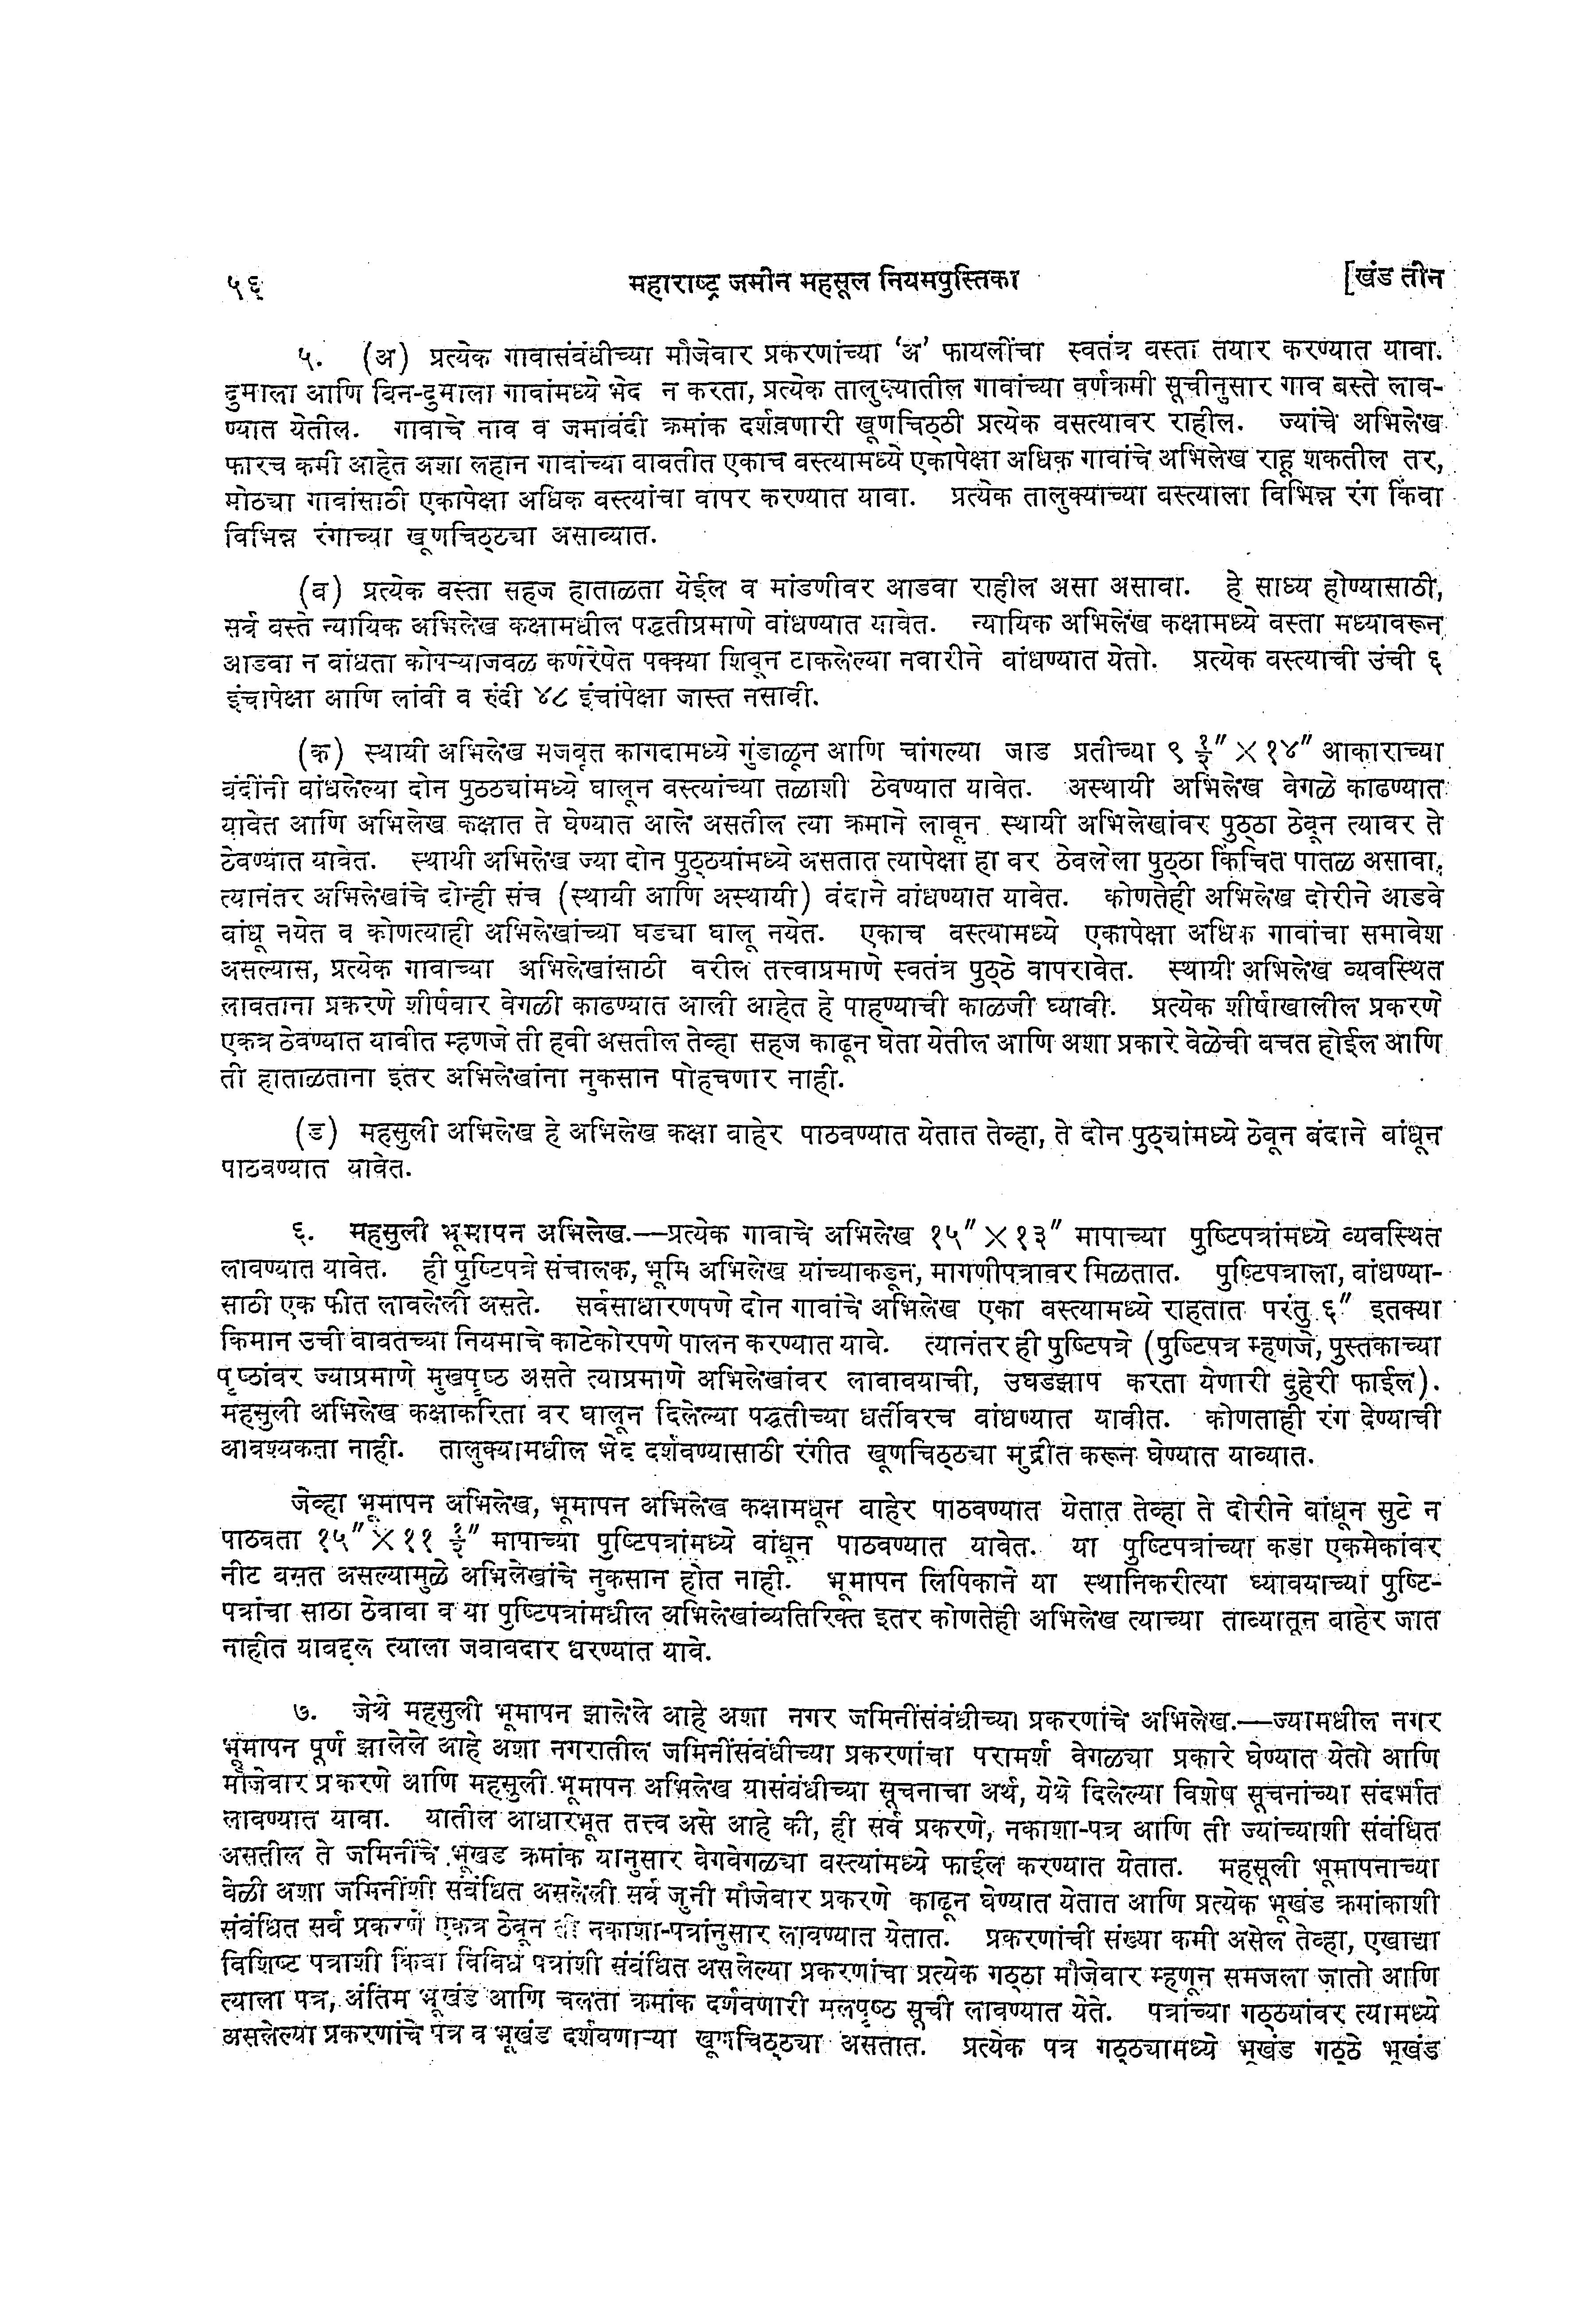 ५६ महाराष्ट्र जमीन महसूल नियमपुस्तिका [खंड तीन
५. (अ) प्रत्येक गावासंबंधीच्या मौजेवार प्रकरणांच्या ‘अ’ फायलींचा स्वतंत्र बस्ता तयार करण्यात यावा.
दुमाला आणि बिन-दुमाला गावांमध्ये भेद न करता, प्रत्येक तालुक्यातील गावांच्या वर्णक्रमी सूचीनुसार गाव बस्ते लाव-
ण्यात येतील. गावाचे नाव व जमाबंदी क्रमांक दर्शवणारी खूणचिठ्ठी प्रत्येक बसत्यावर राहील. ज्यांचे अभिलेख
फारच कमी आहेत अशा लहान गावांच्या बाबतीत एकाच बस्त्यामध्ये एकापेक्षा अधिक गावांचे अभिलेख राहू शकतील तर,
मोठ्या गावांसाठी एकापेक्षा अधिक बस्त्यांचा वापर करण्यात यावा. प्रत्येक तालुक्याच्या बस्त्याला विभिन्न रंग किंवा
विभिन्न रंगाच्या खूणचिठ्ठ्या असाव्यात.
(ब) प्रत्येक बस्ता सहज हाताळता येईल व मांडणीवर आडवा राहील असा असावा. हे साध्य होण्यासाठी,
सर्व बस्ते न्यायिक अभिलेख कक्षामधील पद्धतीप्रमाणे बांधण्यात यावेत. न्यायिक अभिलेख कक्षामध्ये बस्ता मध्यावरून
आडवा न बांधता कोपऱ्याजवळ कर्णरेषेत पक्क्या शिवून टाकलेल्या नवारीने बांधण्यात येतो. प्रत्येक बस्त्याची उंची ६
इंचापेक्षा आणि लांबी व रुंदी ४८ इंचांपेक्षा जास्त नसावी.
(क) स्थायी अभिलेख मजबूत कागदामध्ये गुंडाळून आणि चांगल्या जाड प्रतीच्या ९ १/२″ × १४″ आकाराच्या
बंदींनी बांधलेल्या दोन पुठ्ठ्यांमध्ये घालून बस्त्यांच्या तळाशी ठेवण्यात यावेत. अस्थायी अभिलेख वेगळे काढण्यात
यावेत आणि अभिलेख कक्षात ते घेण्यात आले असतील त्या क्रमाने लावून स्थायी अभिलेखांवर पुठ्ठा ठेवून त्यावर ते
ठेवण्यात यावेत. स्थायी अभिलेख ज्या दोन पुठ्ठयांमध्ये असतात त्यापेक्षा हा वर ठेवलेला पुठ्ठा किंचित पातळ असावा.
त्यानंतर अभिलेखांचे दोन्ही संच (स्थायी आणि अस्थायी) बंदाने बांधण्यात यावेत. कोणतेही अभिलेख दोरीने आडवे
बांधू नयेत व कोणत्याही अभिलेखांच्या घड्या घालू नयेत. एकाच बस्त्यामध्ये एकापेक्षा अधिक गावांचा समावेश
असल्यास, प्रत्येक गावाच्या अभिलेखांसाठी वरील तत्त्वाप्रमाणे स्वतंत्र पुठ्ठे वापरावेत. स्थायी अभिलेख व्यवस्थित
लावताना प्रकरणे शीर्षवार वेगळी काढण्यात आली आहेत हे पाहण्याची काळजी घ्यावी. प्रत्येक शीर्षाखालील प्रकरणे
एकत्र ठेवण्यात यावीत म्हणजे ती हवी असतील तेव्हा सहज काढून घेता येतील आणि अशा प्रकारे वेळेची बचत होईल आणि
ती हाताळताना इतर अभिलेखांना नुकसान पोहचणार नाही.
(ड) महसुली अभिलेख हे अभिलेख कक्षा बाहेर पाठवण्यात येतात तेव्हा, ते दोन पुठ्यांमध्ये ठेवून बंदाने बांधून
पाठवण्यात यावेत.
६. महसुली भूमापन अभिलेख.—प्रत्येक गावाचे अभिलेख १५″ × १३″ मापाच्या पुष्टिपत्रांमध्ये व्यवस्थित
लावण्यात यावेत. ही पुष्टिपत्रे संचालक, भूमि अभिलेख यांच्याकडून, मागणीपत्रावर मिळतात. पुष्टिपत्राला, बांधण्या-
साठी एक फीत लावलेली असते. सर्वसाधारणपणे दोन गावांचे अभिलेख एका बस्त्यामध्ये राहतात परंतु ६″ इतक्या
किमान उंची बाबतच्या नियमाचे काटेकोरपणे पालन करण्यात यावे. त्यानंतर ही पुष्टिपत्रे (पुष्टिपत्र म्हणजे, पुस्तकाच्या
पृष्ठांवर ज्याप्रमाणे मुखपृष्ठ असते त्याप्रमाणे अभिलेखांवर लावावयाची, उघडझाप करता येणारी दुहेरी फाईल).
महसुली अभिलेख कक्षाकरिता वर घालून दिलेल्या पद्धतीच्या धर्तीवरच बांधण्यात यावीत. कोणताही रंग देण्याची
आवश्यकता नाही. तालुक्यामधील भेद दर्शवण्यासाठी रंगीत खूणचिठ्ठ्या मुद्रीत करून घेण्यात याव्यात.
जेव्हा भूमापन अभिलेख, भूमापन अभिलेख कक्षामधून बाहेर पाठवण्यात येतात तेव्हा ते दोरीने बांधून सुटे न
पाठवता १५″ × ११ १/२″ मापाच्या पुष्टिपत्रांमध्ये बांधून पाठवण्यात यावेत. या पुष्टिपत्रांच्या कडा एकमेकांवर
नीट बसत असल्यामुळे अभिलेखांचे नुकसान होत नाही. भूमापन लिपिकाने या स्थानिकरीत्या घ्यावयाच्या पुष्टि-
पत्रांचा साठा ठेवावा व या पुष्टिपत्रांमधील अभिलेखांव्यतिरिक्त इतर कोणतेही अभिलेख त्याच्या ताब्यातून बाहेर जात
नाहीत याबद्दल त्याला जबाबदार धरण्यात यावे.
७. जेथे महसुली भूमापन झालेले आहे अशा नगर जमिनींसंबंधीच्या प्रकरणांचे अभिलेख.—ज्यामधील नगर
भूमापन पूर्ण झालेले आहे अशा नगरातील जमिनींसंबंधीच्या प्रकरणांचा परामर्श वेगळ्या प्रकारे घेण्यात येतो आणि
मौजेवार प्रकरणे आणि महसुली भूमापन अभिलेख यासंबंधीच्या सूचनाचा अर्थ, येथे दिलेल्या विशेष सूचनांच्या संदर्भात
लावण्यात यावा. यातील आधारभूत तत्त्व असे आहे की, ही सर्व प्रकरणे, नकाशा-पत्र आणि ती ज्यांच्याशी संबंधित
असतील ते जमिनींचे भूखंड क्रमांक यानुसार वेगवेगळ्या बस्त्यांमध्ये फाईल करण्यात येतात. महसूली भूमापनाच्या
वेळी अशा जमिनींशी संबंधित असलेली सर्व जुनी मौजेवार प्रकरणे काढून घेण्यात येतात आणि प्रत्येक भूखंड क्रमांकाशी
संबंधित सर्व प्रकरणे एकत्र ठेवून ती नकाशा-पत्रांनुसार लावण्यात येतात. प्रकरणांची संख्या कमी असेल तेव्हा, एखाद्या
विशिष्ट पत्राशी किंवा विविध पत्रांशी संबंधित असलेल्या प्रकरणांचा प्रत्येक गठ्ठा मौजेवार म्हणून समजला जातो आणि
त्याला पत्र, अंतिम भूखंड आणि चलता क्रमांक दर्शवणारी मलपृष्ठ सूची लावण्यात येते. पत्रांच्या गठ्ठयांवर त्यामध्ये
असलेल्या प्रकरणांचे पत्र व भूखंड दर्शवणाऱ्या खूणचिठ्ठ्या असतात. प्रत्येक पत्र गठ्ठ्यामध्ये भूखंड गठ्ठे भूखंड